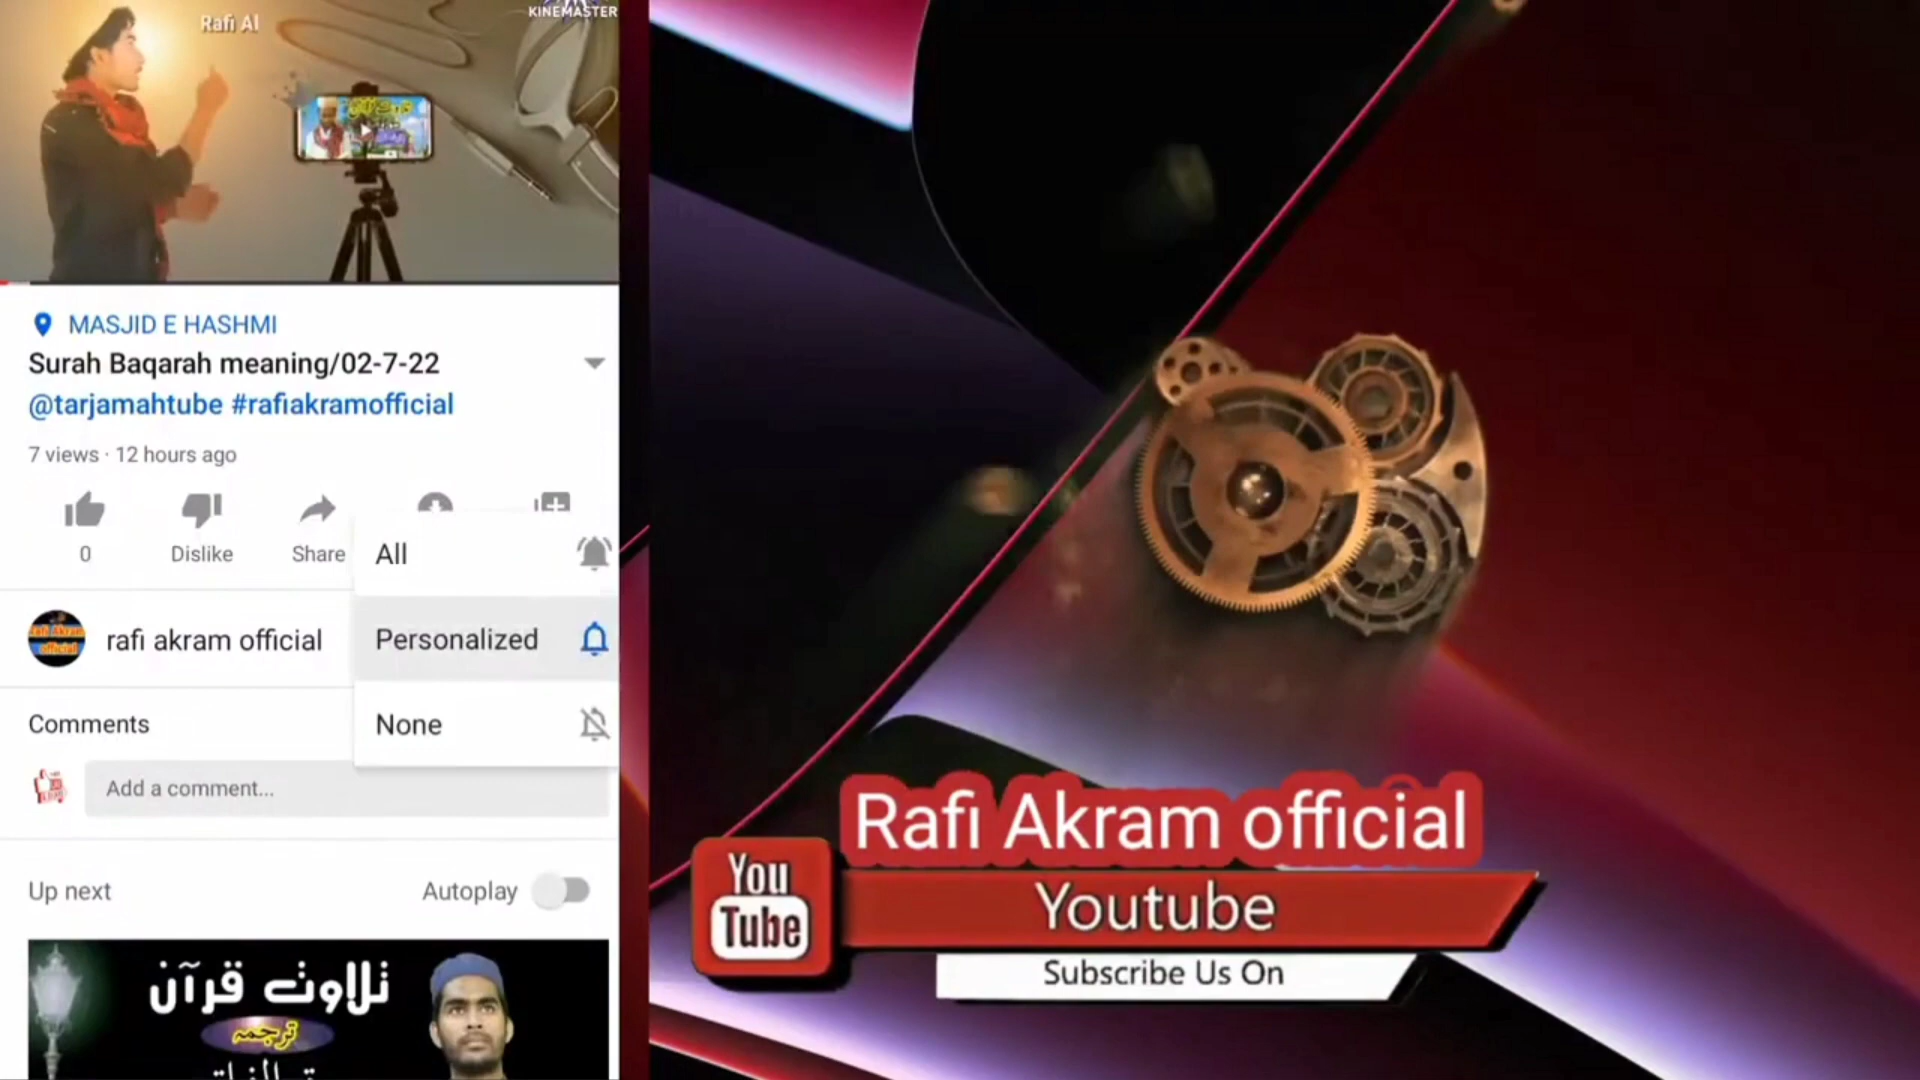 Rafi Al
KINEMASTER
MASJID E HASHMI
Surah Baqarah meaning/02-7-22
@tarjamahtube #rafiakramofficial
7 views · 12 hours ago
0
Dislike
Share
All
Personalized
None
rafi akram official
Comments
Add a comment...
Up next
Autoplay
تلاوت قرآن
ترجمہ
Rafi Akram official
You
Tube
Youtube
Subscribe Us On